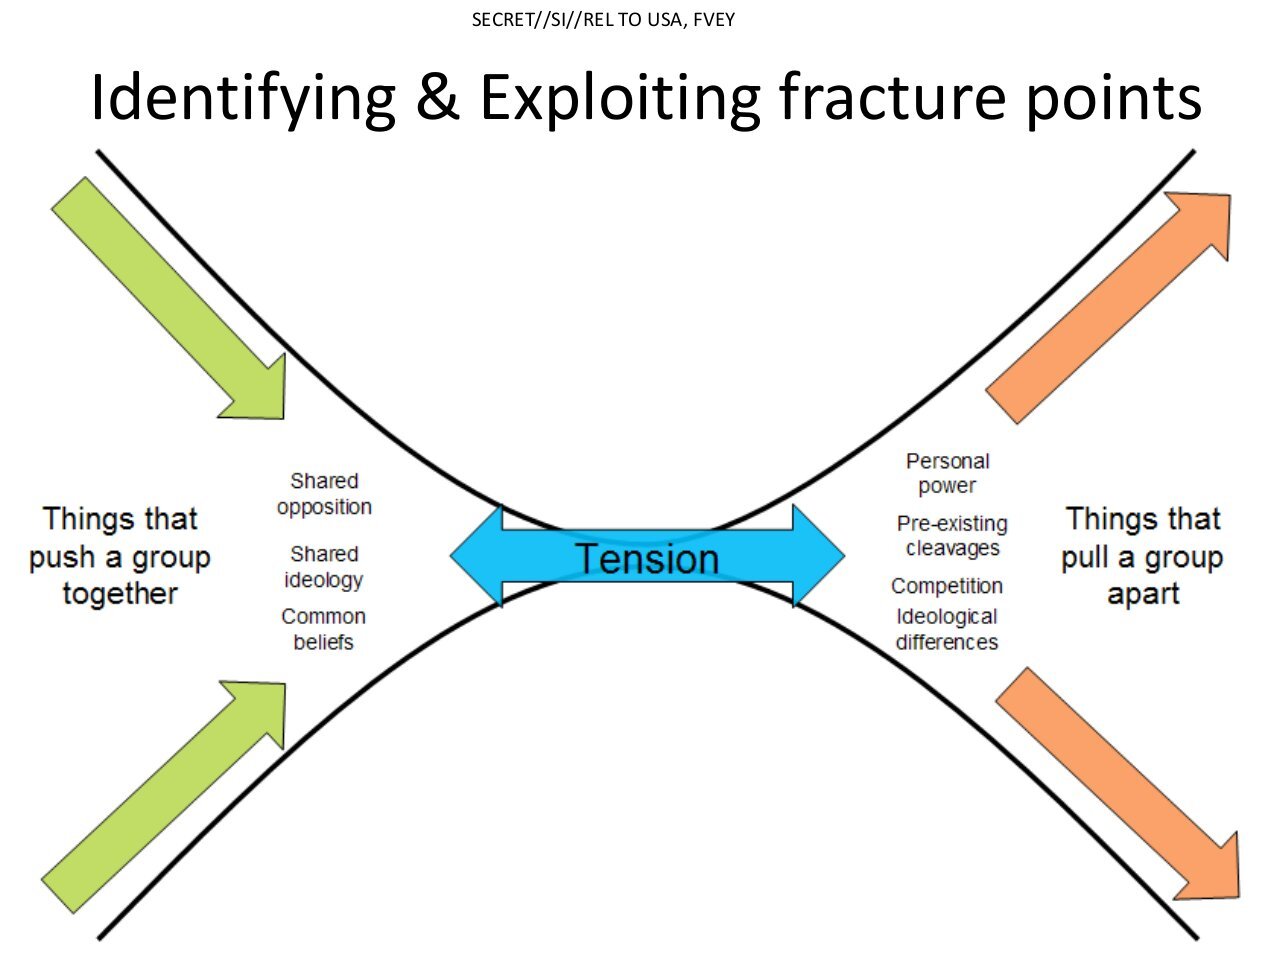 SECRET//SI//REL TO USA, FVEY
Identifying & Exploiting fracture points
Things that
push a group
together
Shared
opposition
Shared
ideology
Common
beliefs
Tension
Personal
power
Pre-existing
cleavages
Competition
Ideological
differences
Things that
pull a group
apart